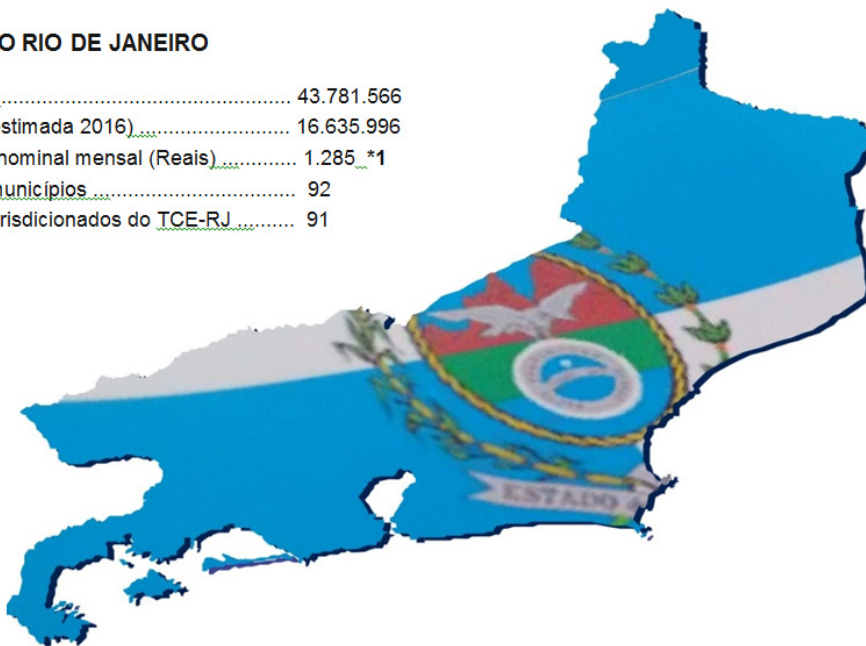 O RIO DE JANEIRO
.................................................. 43.781.566
stimada 2016) .......................... 16.635.996
nominal mensal (Reais) ............. 1.285 *1
unicípios ................................... 92
risdicionados do TCE-RJ .......... 91
ESTADO